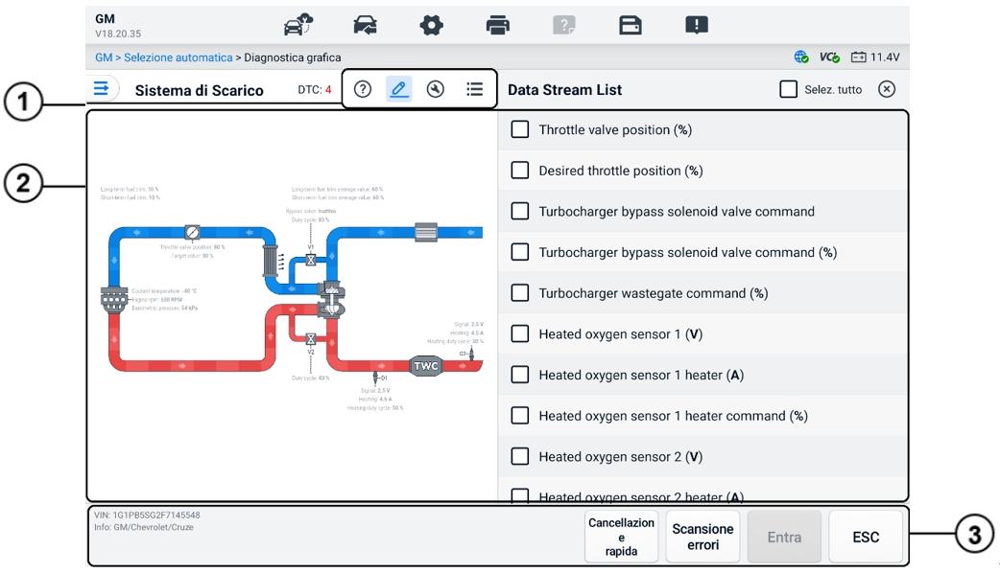 GM
V18.20.35
GM > Selezione automatica > Diagnostica grafica
VCi
11.4V
1
Sistema di Scarico
DTC: 4
Data Stream List
Selez. tutto
2
Throttle valve position (%)
Desired throttle position (%)
Turbocharger bypass solenoid valve command
Turbocharger bypass solenoid valve command (%)
Turbocharger wastegate command (%)
Heated oxygen sensor 1 (V)
Heated oxygen sensor 1 heater (A)
Heated oxygen sensor 1 heater command (%)
Heated oxygen sensor 2 (V)
Heated oxygen sensor 2 heater (A)
Long-term fuel trim: 10 %
Short-term fuel trim: 10 %
Long-term fuel trim average value: 60 %
Short-term fuel trim average value: 60 %
Bypass valve: Inattivo
Duty cycle: 80 %
V1
Throttle valve position: 80 %
Target value: 90 %
Coolant temperature: -40 °C
Engine rpm: 530 RPM
Barometric pressure: 54 kPa
V2
Duty cycle: 40 %
Signal: 2.5 V
Heating: 4.5 A
Heating duty cycle: 50 %
O2
TWC
O1
Signal: 2.5 V
Heating: 4.5 A
Heating duty cycle: 50 %
VIN: 1G1PB5SG2F7145548
Info: GM/Chevrolet/Cruze
Cancellazion
e
rapida
Scansione
errori
Entra
ESC
3